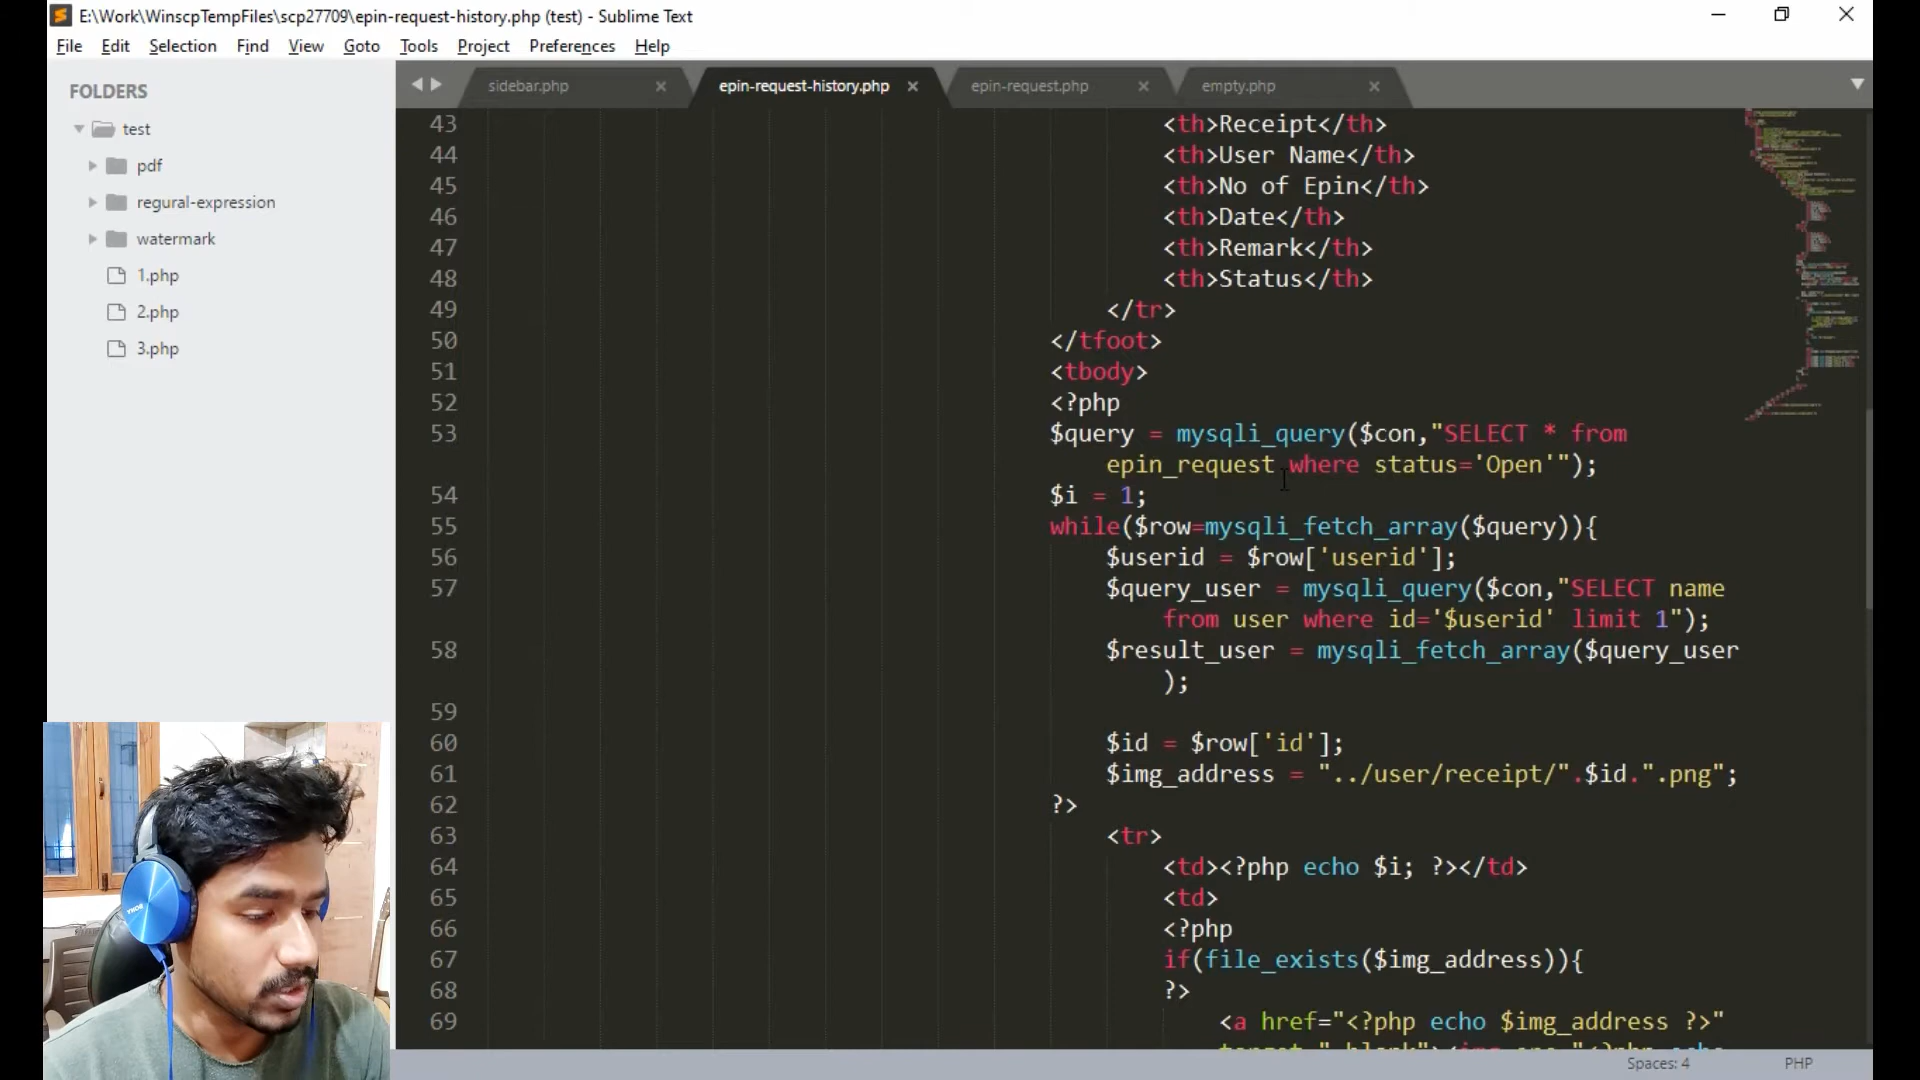 E:\Work\WinscpTempFiles\scp27709\epin-request-history.php (test) - Sublime Text
File Edit Selection Find View Goto Tools Project Preferences Help
FOLDERS
test
pdf
regural-expression
watermark
1.php
2.php
3.php
sidebar.php epin-request-history.php epin-request.php empty.php
43 <th>Receipt</th>
44 <th>User Name</th>
45 <th>No of Epin</th>
46 <th>Date</th>
47 <th>Remark</th>
48 <th>Status</th>
49 </tr>
50 </tfoot>
51 <tbody>
52 <?php
53 $query = mysqli_query($con,"SELECT * from
epin_request where status='Open'");
54 $i = 1;
55 while($row=mysqli_fetch_array($query)){
56 $userid = $row['userid'];
57 $query_user = mysqli_query($con,"SELECT name
from user where id='$userid' limit 1");
58 $result_user = mysqli_fetch_array($query_user
);
59
60 $id = $row['id'];
61 $img_address = "../user/receipt/".$id.".png";
62 ?>
63 <tr>
64 <td><?php echo $i; ?></td>
65 <td>
66 <?php
67 if(file_exists($img_address)){
68 ?>
69 <a href="<?php echo $img_address ?>"
SONY
Spaces: 4 PHP